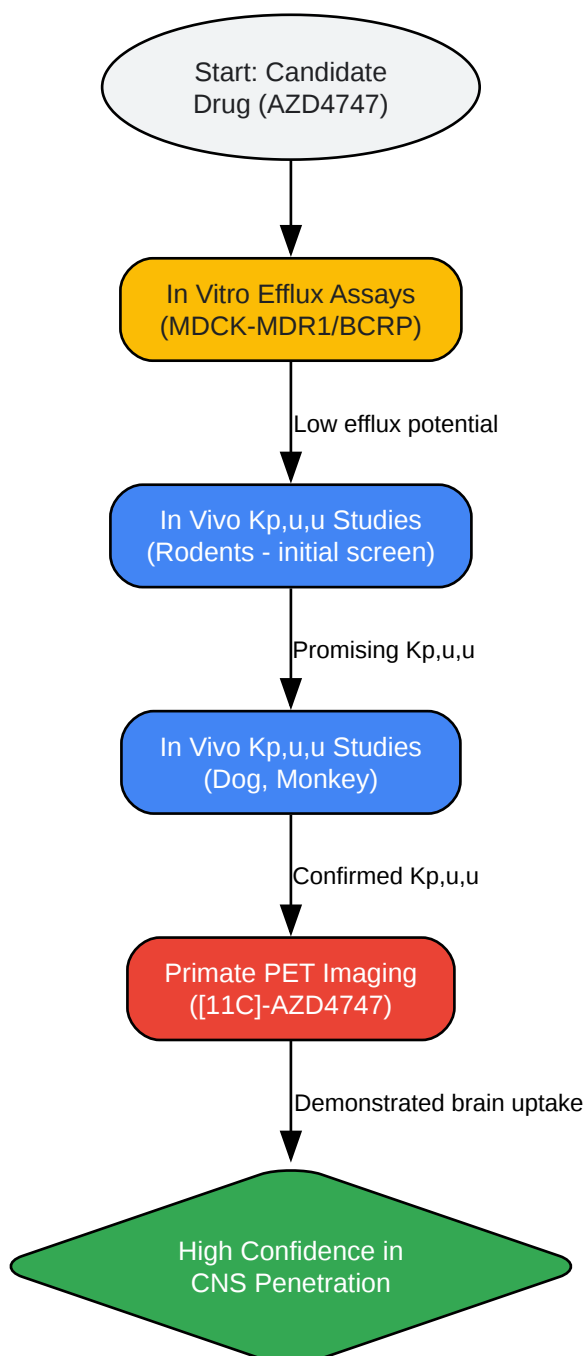 Start: Candidate
Drug (AZD4747)
In Vitro Efflux Assays
(MDCK-MDR1/BCRP)
Low efflux potential
In Vivo Kp,u,u Studies
(Rodents - initial screen)
Promising Kp,u,u
In Vivo Kp,u,u Studies
(Dog, Monkey)
Confirmed Kp,u,u
Primate PET Imaging
([11C]-AZD4747)
Demonstrated brain uptake
High Confidence in
CNS Penetration